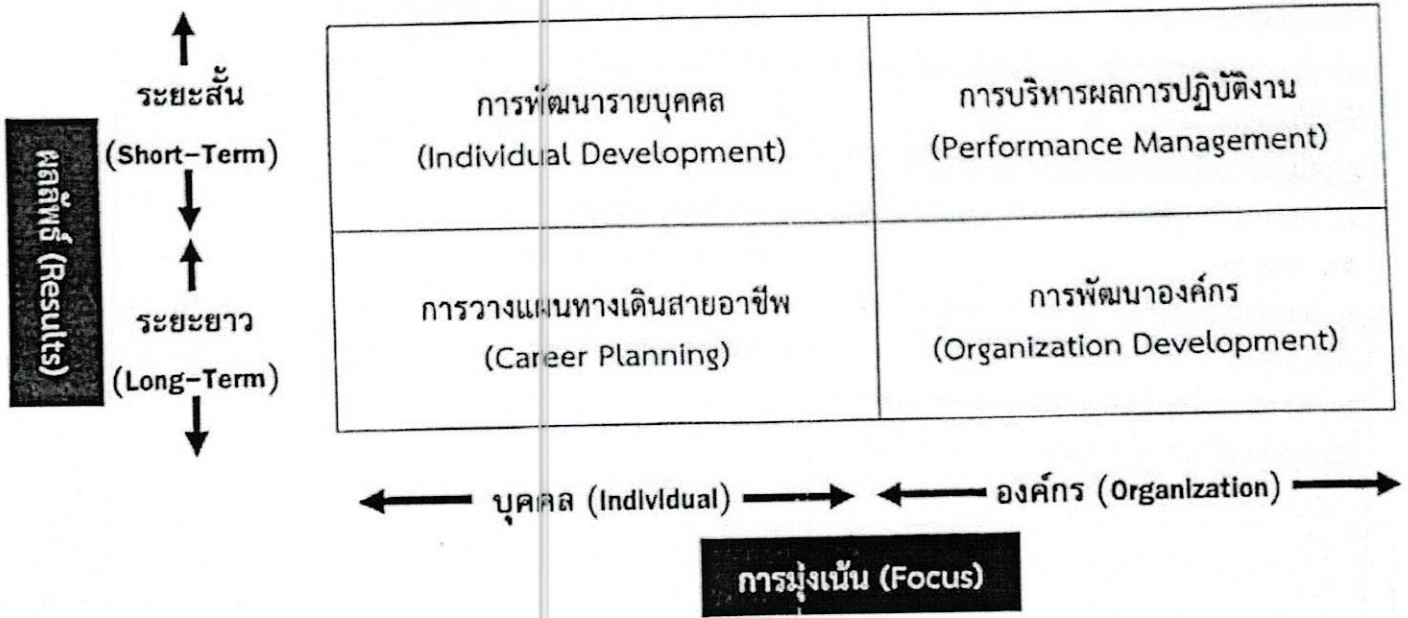 ระยะสั้น
(Short-Term)
ผลลัพธ์ (Results)
ระยะยาว
(Long-Term)
การพัฒนารายบุคคล
(Individual Development)
การบริหารผลการปฏิบัติงาน
(Performance Management)
การวางแผนทางเดินสายอาชีพ
(Career Planning)
การพัฒนาองค์กร
(Organization Development)
บุคคล (Individual)
องค์กร (Organization)
การมุ่งเน้น (Focus)